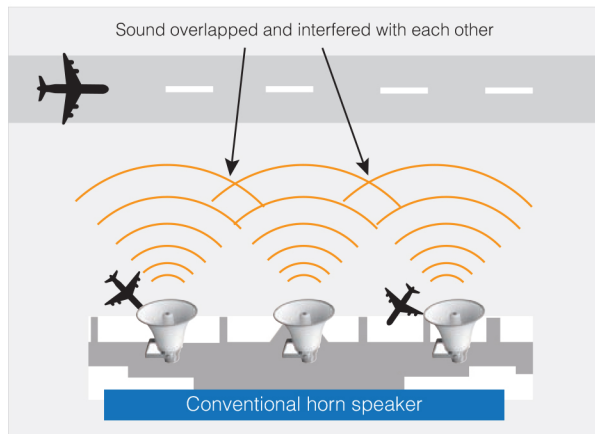 Sound overlapped and interfered with each other
Conventional horn speaker